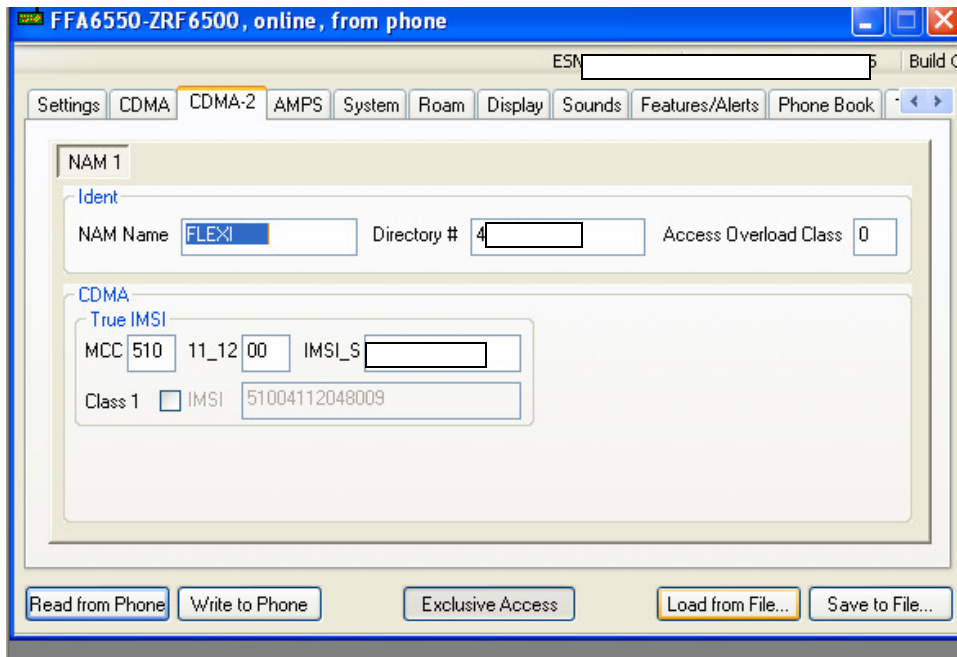 FFA6550-ZRF6500, online, from phone
ESN 5 Build
Settings CDMA CDMA-2 AMPS System Roam Display Sounds Features/Alerts Phone Book
NAM 1
Ident
NAM Name FLEXI Directory # 4 Access Overload Class 0
CDMA
True IMSI
MCC 510 11_12 00 IMSI_S
Class 1 IMSI 51004112048009
Read from Phone Write to Phone Exclusive Access Load from File... Save to File...